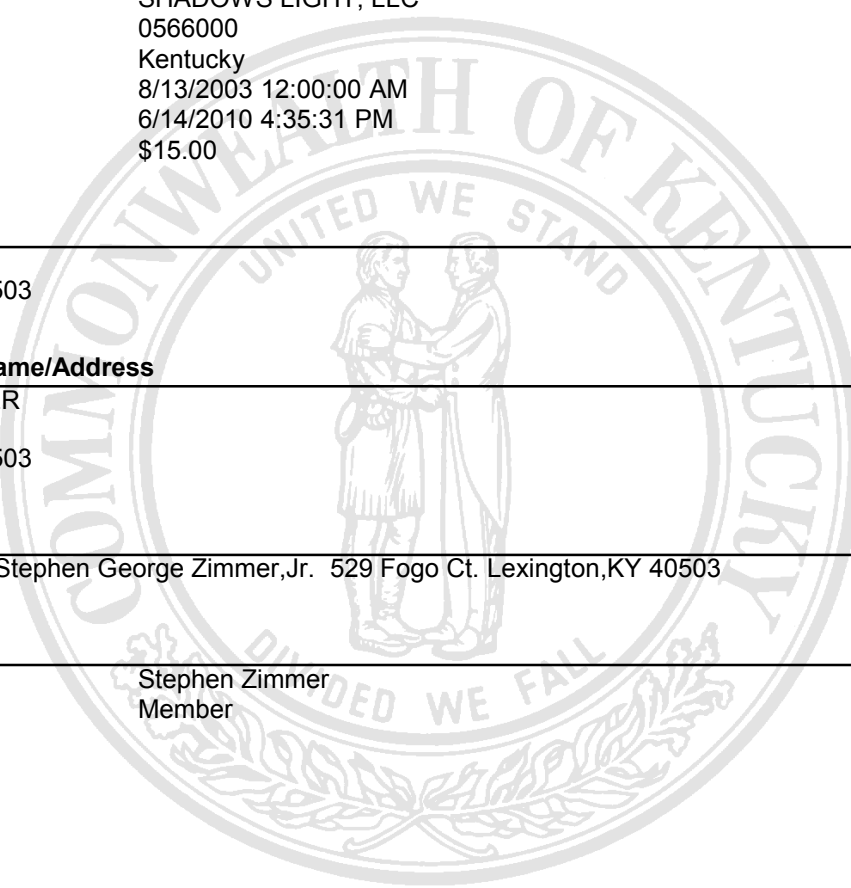 SHADOWS LIGHT, LLC
0566000
Kentucky
8/13/2003 12:00:00 AM
6/14/2010 4:35:31 PM
$15.00
COMMONWEALTH OF KENTUCKY
UNITED WE STAND
503
ame/Address
R
503
Stephen George Zimmer,Jr. 529 Fogo Ct. Lexington,KY 40503
DIVIDED WE FALL
Stephen Zimmer
Member